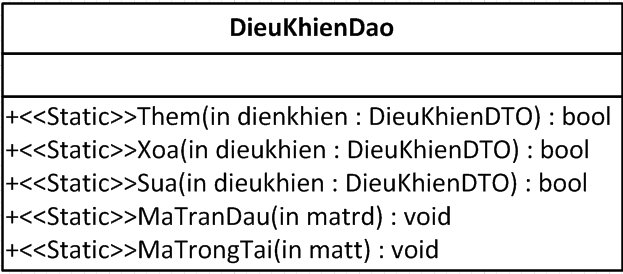 DieuKhienDao
+<<Static>>Them(in dienkhien : DieuKhienDTO) : bool
+<<Static>>Xoa(in dieukhien : DieuKhienDTO) : bool
+<<Static>>Sua(in dieukhien : DieuKhienDTO) : bool
+<<Static>>MaTranDau(in matrd) : void
+<<Static>>MaTrongTai(in matt) : void